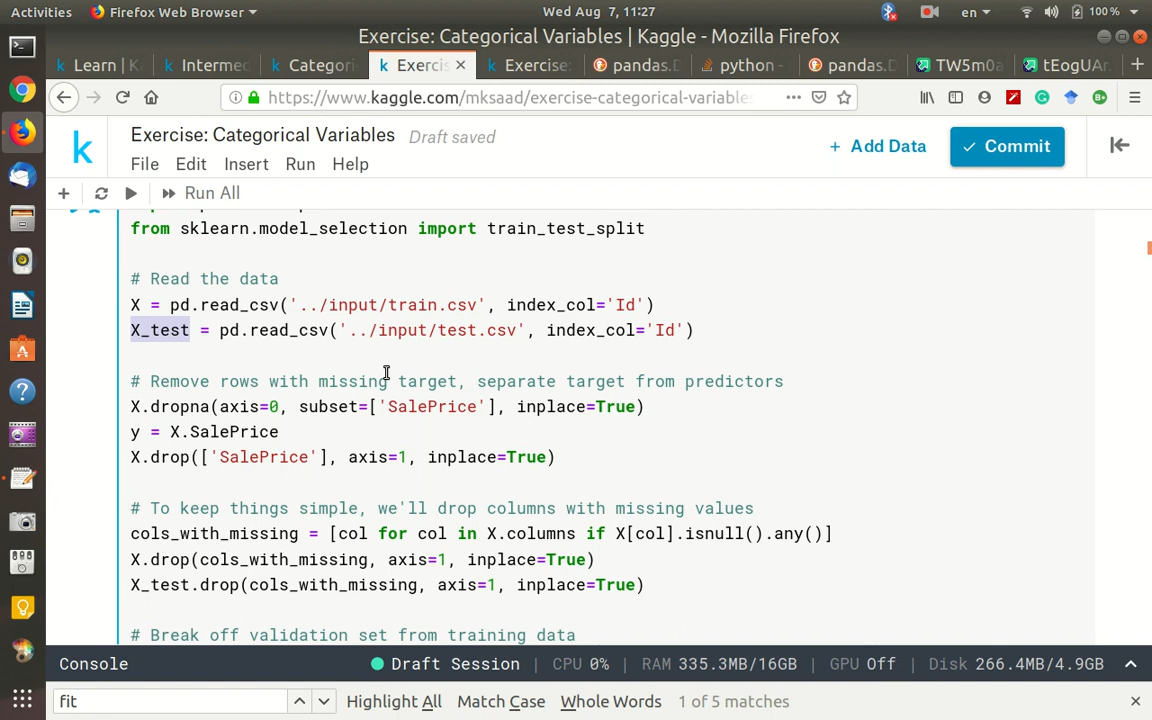 Activities Firefox Web Browser Wed Aug 7, 11:27 en 100%
Exercise: Categorical Variables | Kaggle - Mozilla Firefox
Learn | K Intermed Categori Exercis Exercise: pandas.D python - pandas.D TW5m0a tEogUAr.
https://www.kaggle.com/mksaad/exercise-categorical-variable
Exercise: Categorical Variables Draft saved
+ Add Data Commit
File Edit Insert Run Help
Run All
from sklearn.model_selection import train_test_split
# Read the data
X = pd.read_csv('../input/train.csv', index_col='Id')
X_test = pd.read_csv('../input/test.csv', index_col='Id')
# Remove rows with missing target, separate target from predictors
X.dropna(axis=0, subset=['SalePrice'], inplace=True)
y = X.SalePrice
X.drop(['SalePrice'], axis=1, inplace=True)
# To keep things simple, we'll drop columns with missing values
cols_with_missing = [col for col in X.columns if X[col].isnull().any()]
X.drop(cols_with_missing, axis=1, inplace=True)
X_test.drop(cols_with_missing, axis=1, inplace=True)
# Break off validation set from training data
Console Draft Session | CPU 0% | RAM 335.3MB/16GB | GPU Off | Disk 266.4MB/4.9GB
fit Highlight All Match Case Whole Words 1 of 5 matches